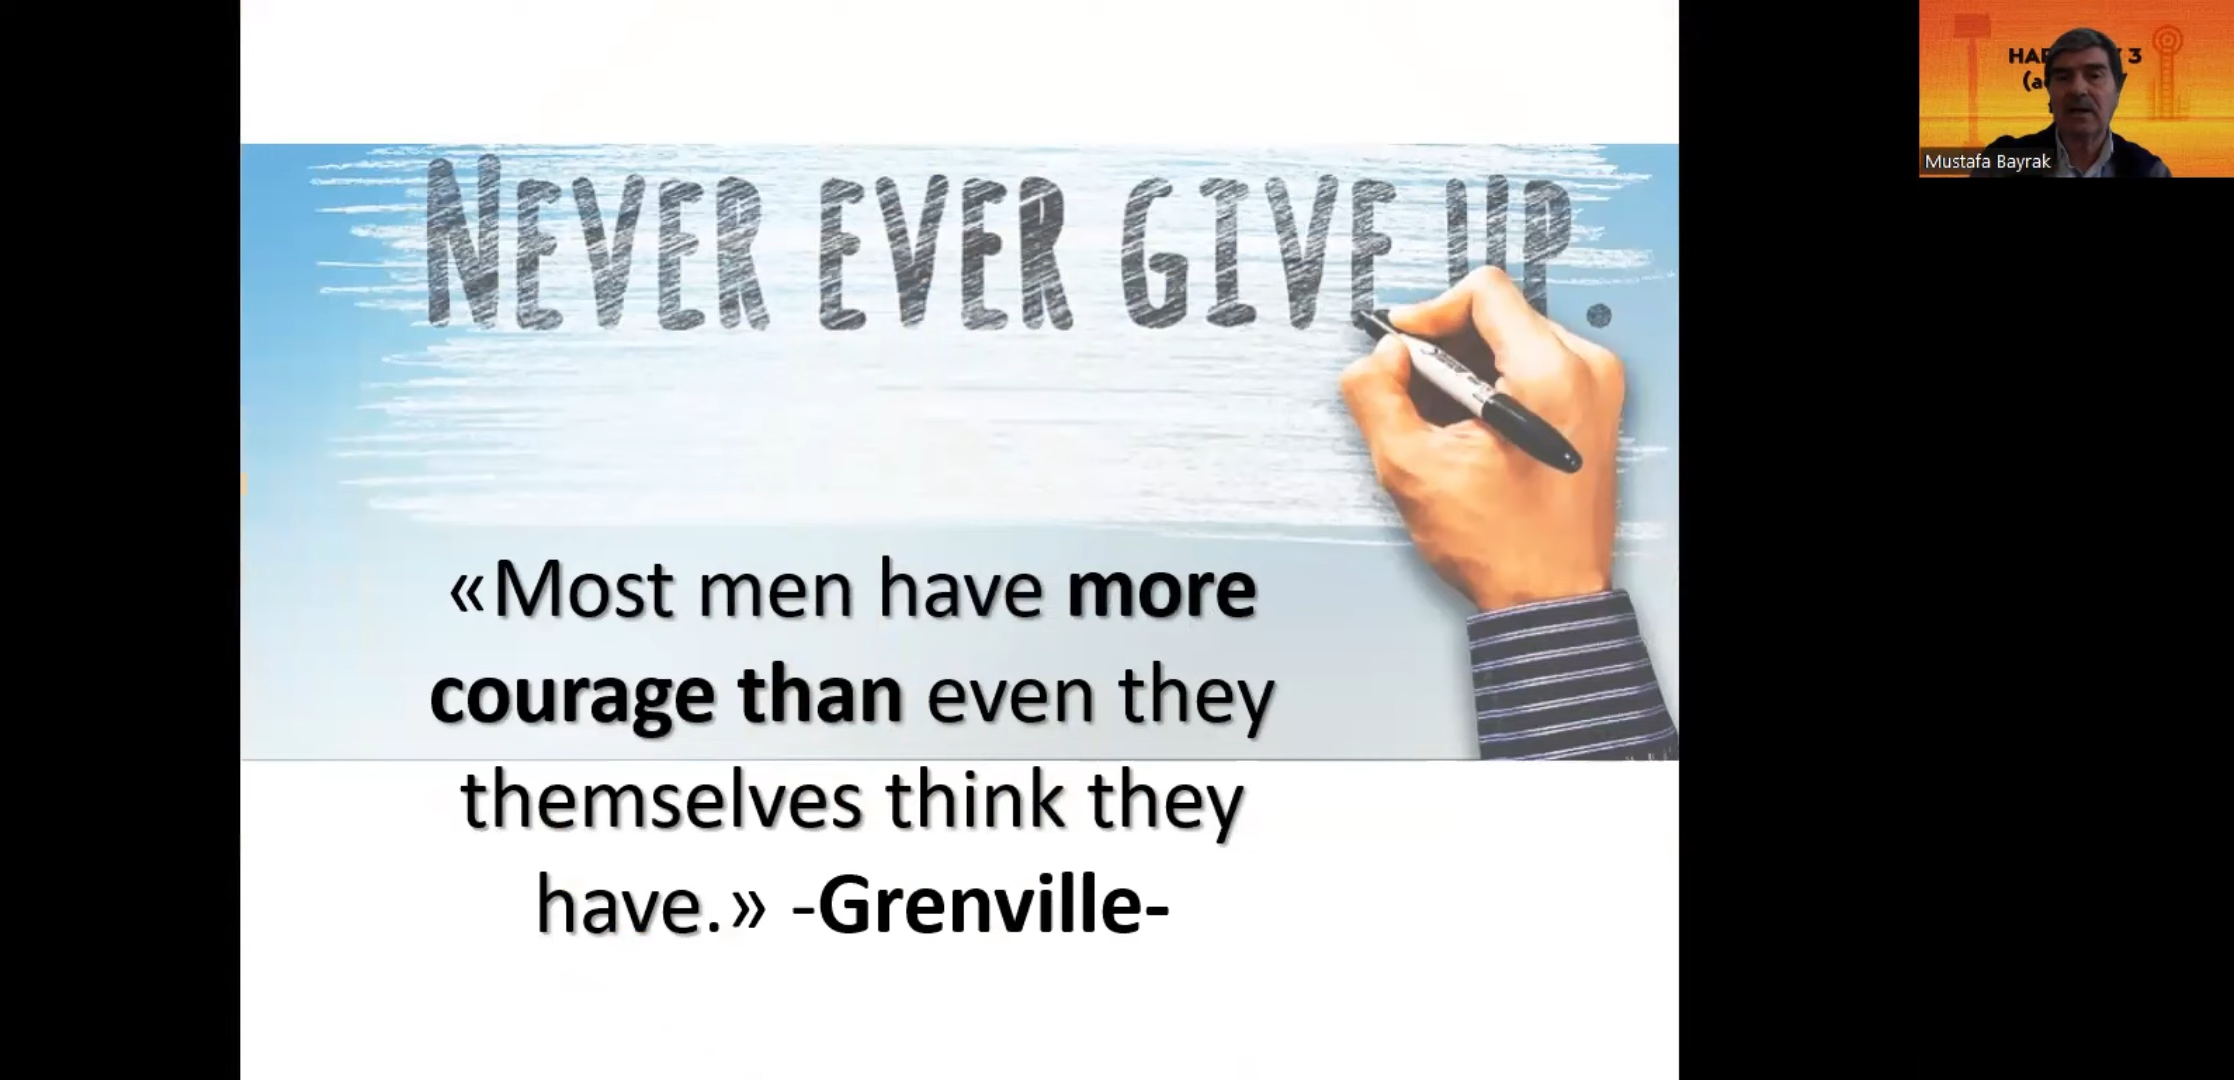 NEVER EVER GIVE UP.
«Most men have more
courage than even they
themselves think they
have.» -Grenville-
3
(a
Mustafa Bayrak